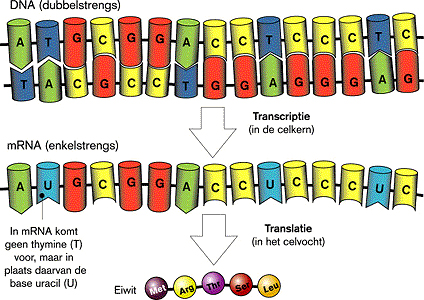 DNA (dubbelstrengs)
A T G C G G A C C T C C C T C
T A C G C C T G G A G G G A G
Transcriptie
(in de celkern)
mRNA (enkelstrengs)
A U G C G G A C C U C C C U C
In mRNA komt
geen thymine (T)
voor, maar in
plaats daarvan de
base uracil (U)
Translatie
(in het celvocht)
Eiwit Met Arg Thr Ser Leu